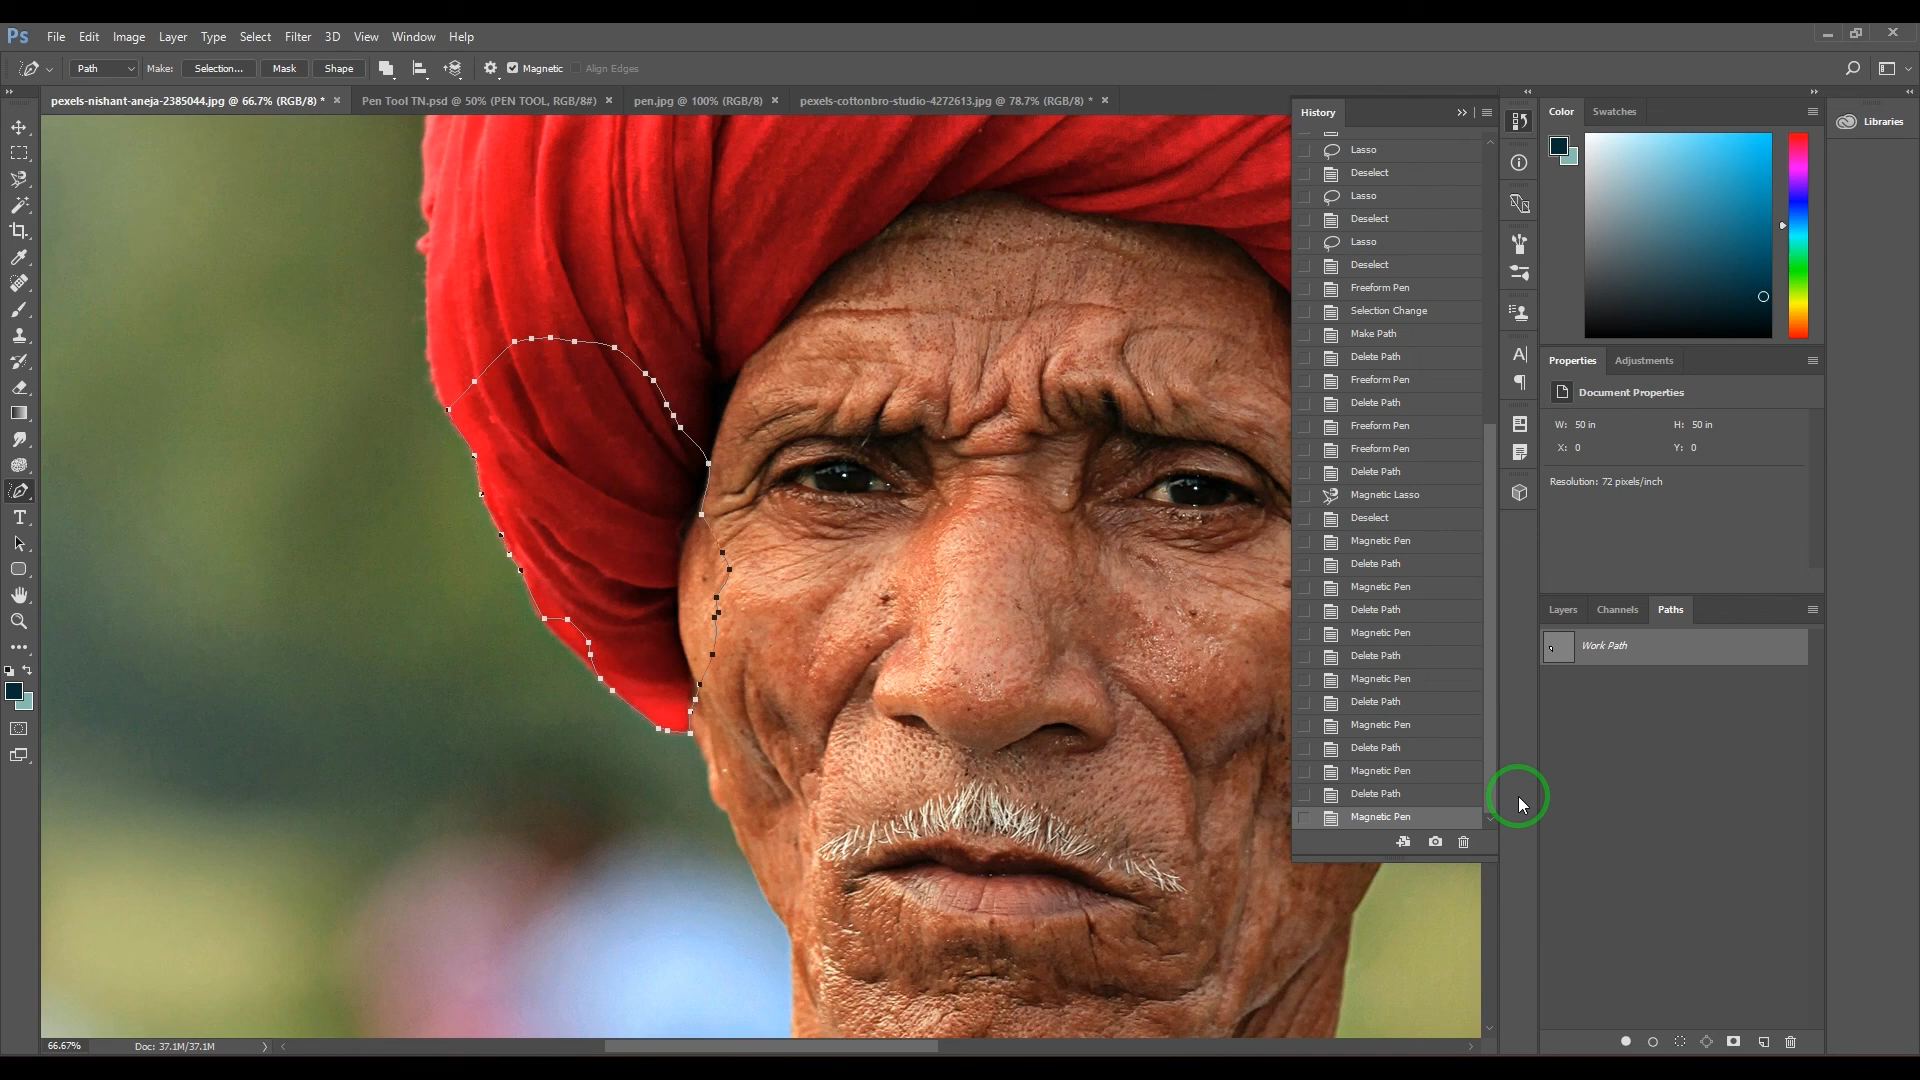 Ps File Edit Image Layer Type Select Filter 3D View Window Help
Path Make: Selection... Mask Shape Magnetic Align Edges
pexels-nishant-aneja-2385044.jpg @ 66.7% (RGB/8) * Pen Tool TN.psd @ 50% (PEN TOOL, RGB/8#) pen.jpg @ 100% (RGB/8) pexels-cottonbro-studio-4272613.jpg @ 78.7% (RGB/8) *
History
Lasso
Deselect
Lasso
Deselect
Lasso
Deselect
Freeform Pen
Selection Change
Make Path
Delete Path
Freeform Pen
Delete Path
Freeform Pen
Freeform Pen
Delete Path
Magnetic Lasso
Deselect
Magnetic Pen
Delete Path
Magnetic Pen
Delete Path
Magnetic Pen
Delete Path
Magnetic Pen
Delete Path
Magnetic Pen
Delete Path
Magnetic Pen
Delete Path
Magnetic Pen
Color Swatches
Libraries
Properties Adjustments
Document Properties
W: 50 in H: 50 in
X: 0 Y: 0
Resolution: 72 pixels/inch
Layers Channels Paths
Work Path
66.67% Doc: 37.1M/37.1M